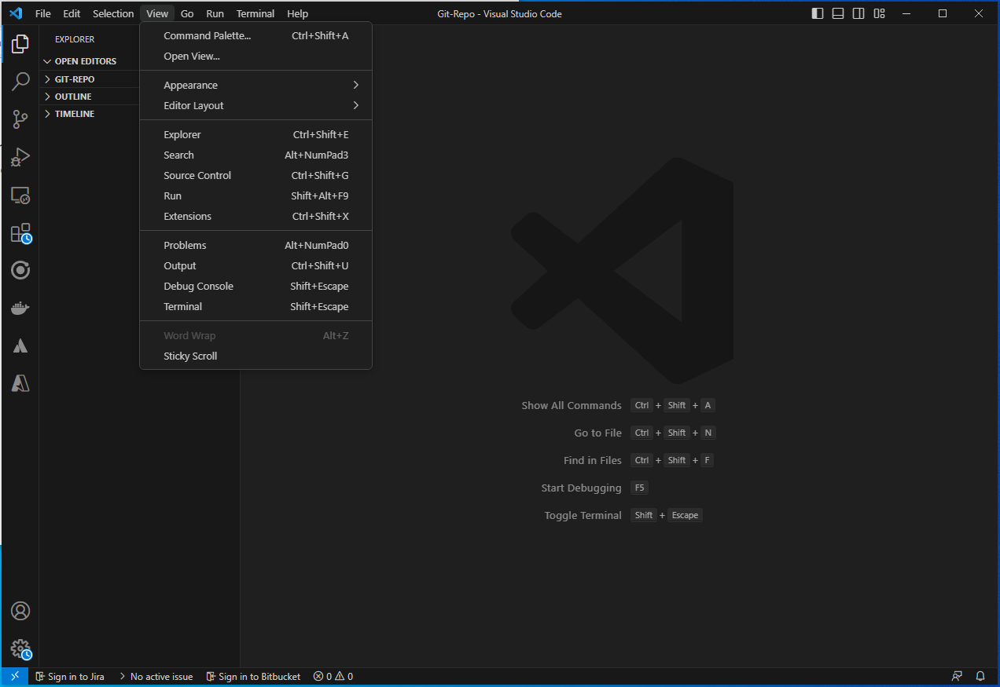 File Edit Selection View Go Run Terminal Help Git-Repo - Visual Studio Code
EXPLORER
OPEN EDITORS
GIT-REPO
OUTLINE
TIMELINE
Command Palette... Ctrl+Shift+A
Open View...
Appearance
Editor Layout
Explorer Ctrl+Shift+E
Search Alt+NumPad3
Source Control Ctrl+Shift+G
Run Shift+Alt+F9
Extensions Ctrl+Shift+X
Problems Alt+NumPad0
Output Ctrl+Shift+U
Debug Console Shift+Escape
Terminal Shift+Escape
Word Wrap Alt+Z
Sticky Scroll
Show All Commands Ctrl + Shift + A
Go to File Ctrl + Shift + N
Find in Files Ctrl + Shift + F
Start Debugging F5
Toggle Terminal Shift + Escape
Sign in to Jira No active issue Sign in to Bitbucket 0 0